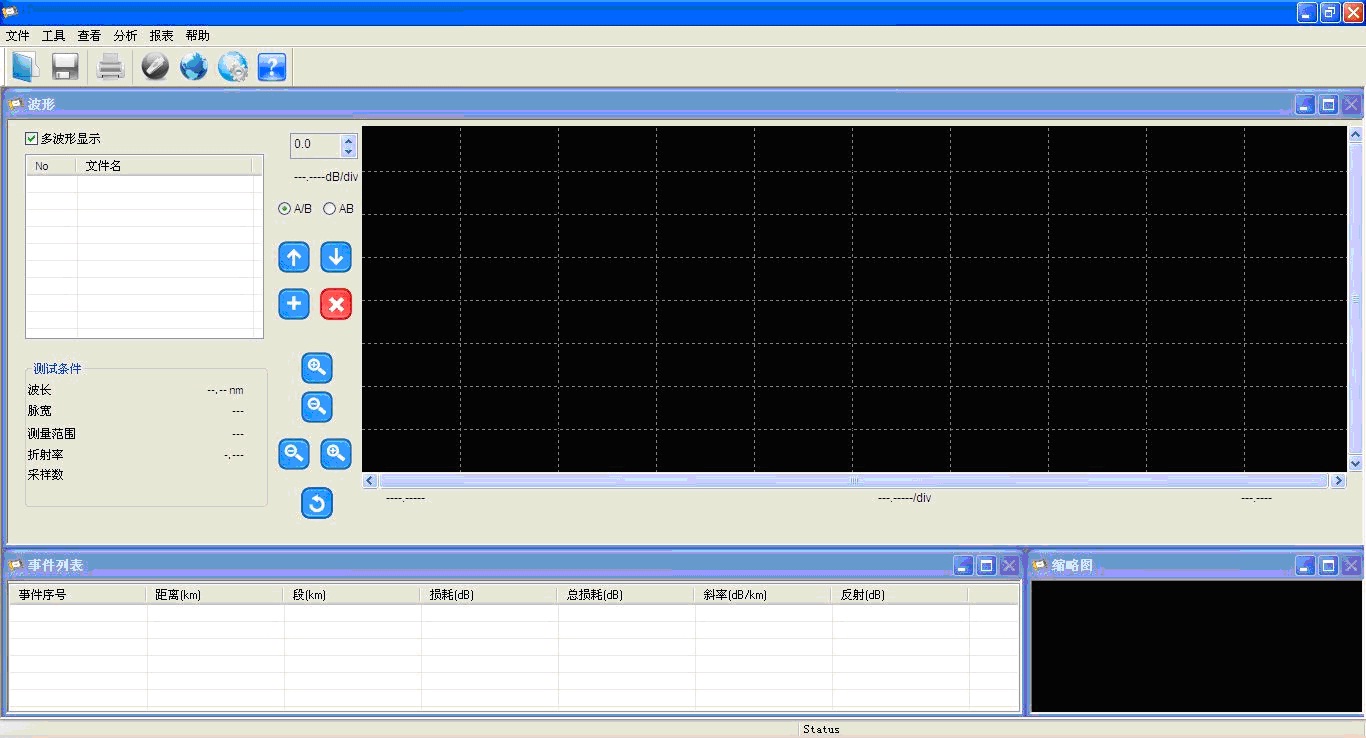 文件 工具 查看 分析 报表 帮助
波形
多波形显示
No 文件名
0.0
---.----dB/div
A/B AB
测试条件
波长 --.-- nm
脉宽 ---
测量范围 ---
折射率 -.---
采样数
----.----- ---.-----/div ---.----
事件列表
事件序号 距离(km) 段(km) 损耗(dB) 总损耗(dB) 斜率(dB/km) 反射(dB)
缩略图
Status